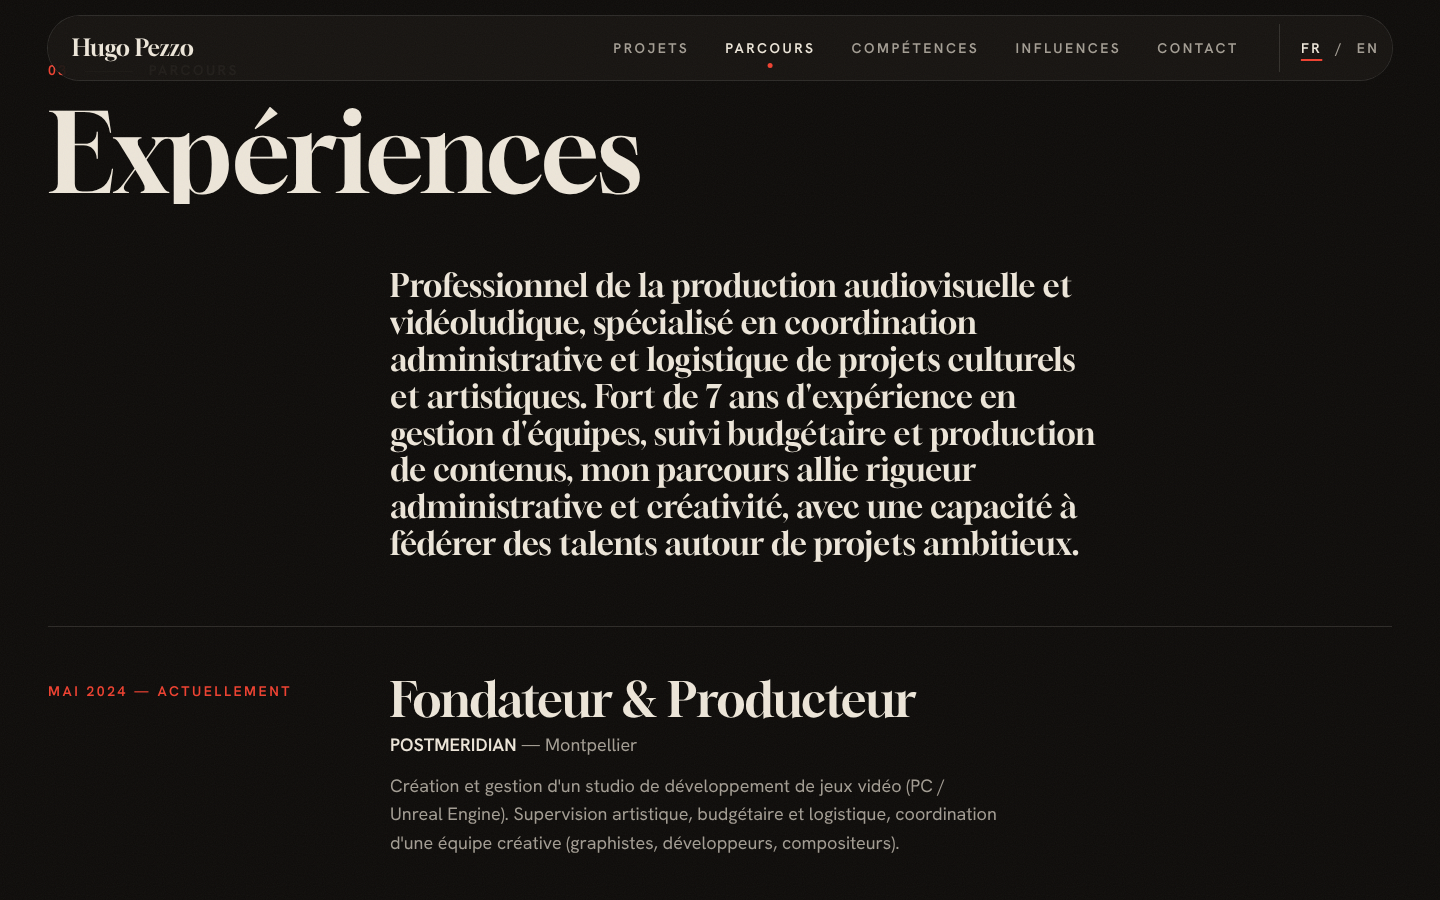 Hugo Pezzo
PROJETS
PARCOURS
COMPÉTENCES
INFLUENCES
CONTACT
FR / EN
03 PARCOURS
Expériences
Professionnel de la production audiovisuelle et
vidéoludique, spécialisé en coordination
administrative et logistique de projets culturels
et artistiques. Fort de 7 ans d'expérience en
gestion d'équipes, suivi budgétaire et production
de contenus, mon parcours allie rigueur
administrative et créativité, avec une capacité à
fédérer des talents autour de projets ambitieux.
MAI 2024 — ACTUELLEMENT
Fondateur & Producteur
POSTMERIDIAN — Montpellier
Création et gestion d'un studio de développement de jeux vidéo (PC /
Unreal Engine). Supervision artistique, budgétaire et logistique, coordination
d'une équipe créative (graphistes, développeurs, compositeurs).